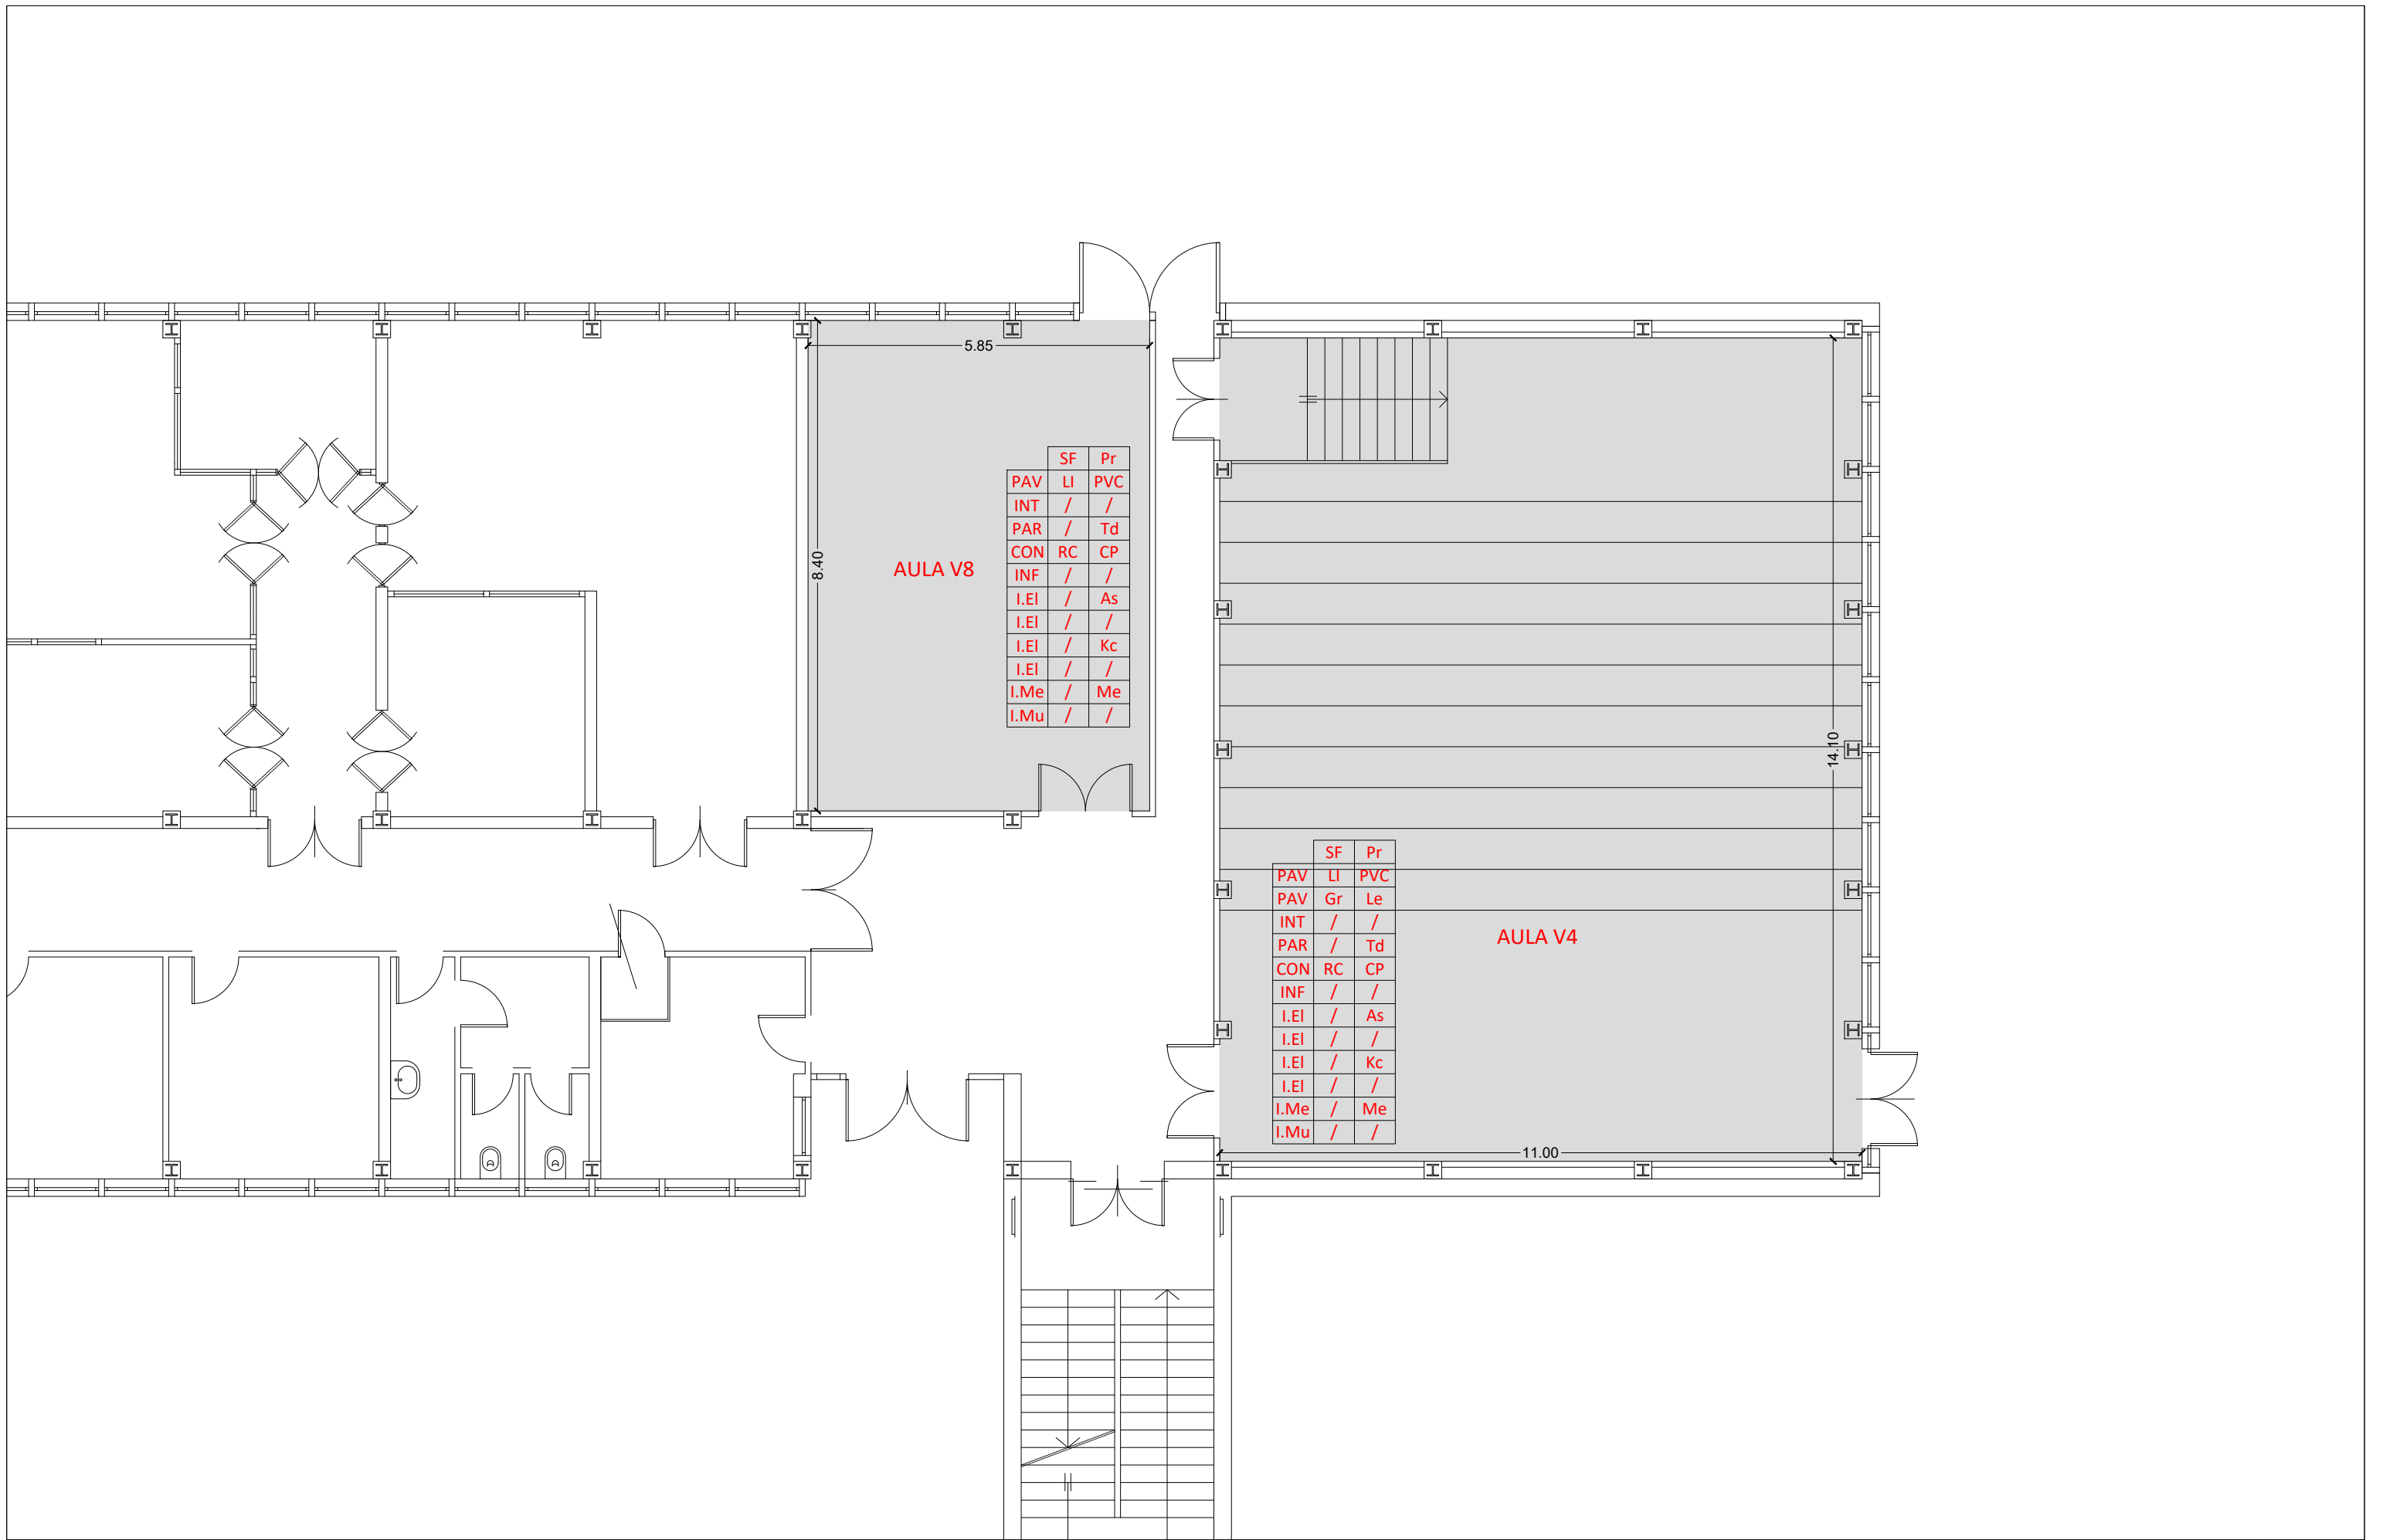 5.85
SF Pr
PAV LI PVC
INT / /
PAR / Td
CON RC CP
INF / /
I.El / As
I.El / /
I.El / Kc
I.El / /
I.Me / Me
I.Mu / /
8.40
AULA V8
14.10
SF Pr
PAV LI PVC
PAV Gr Le
INT / /
PAR / Td
CON RC CP
INF / /
I.El / As
I.El / /
I.El / Kc
I.El / /
I.Me / Me
I.Mu / /
AULA V4
11.00